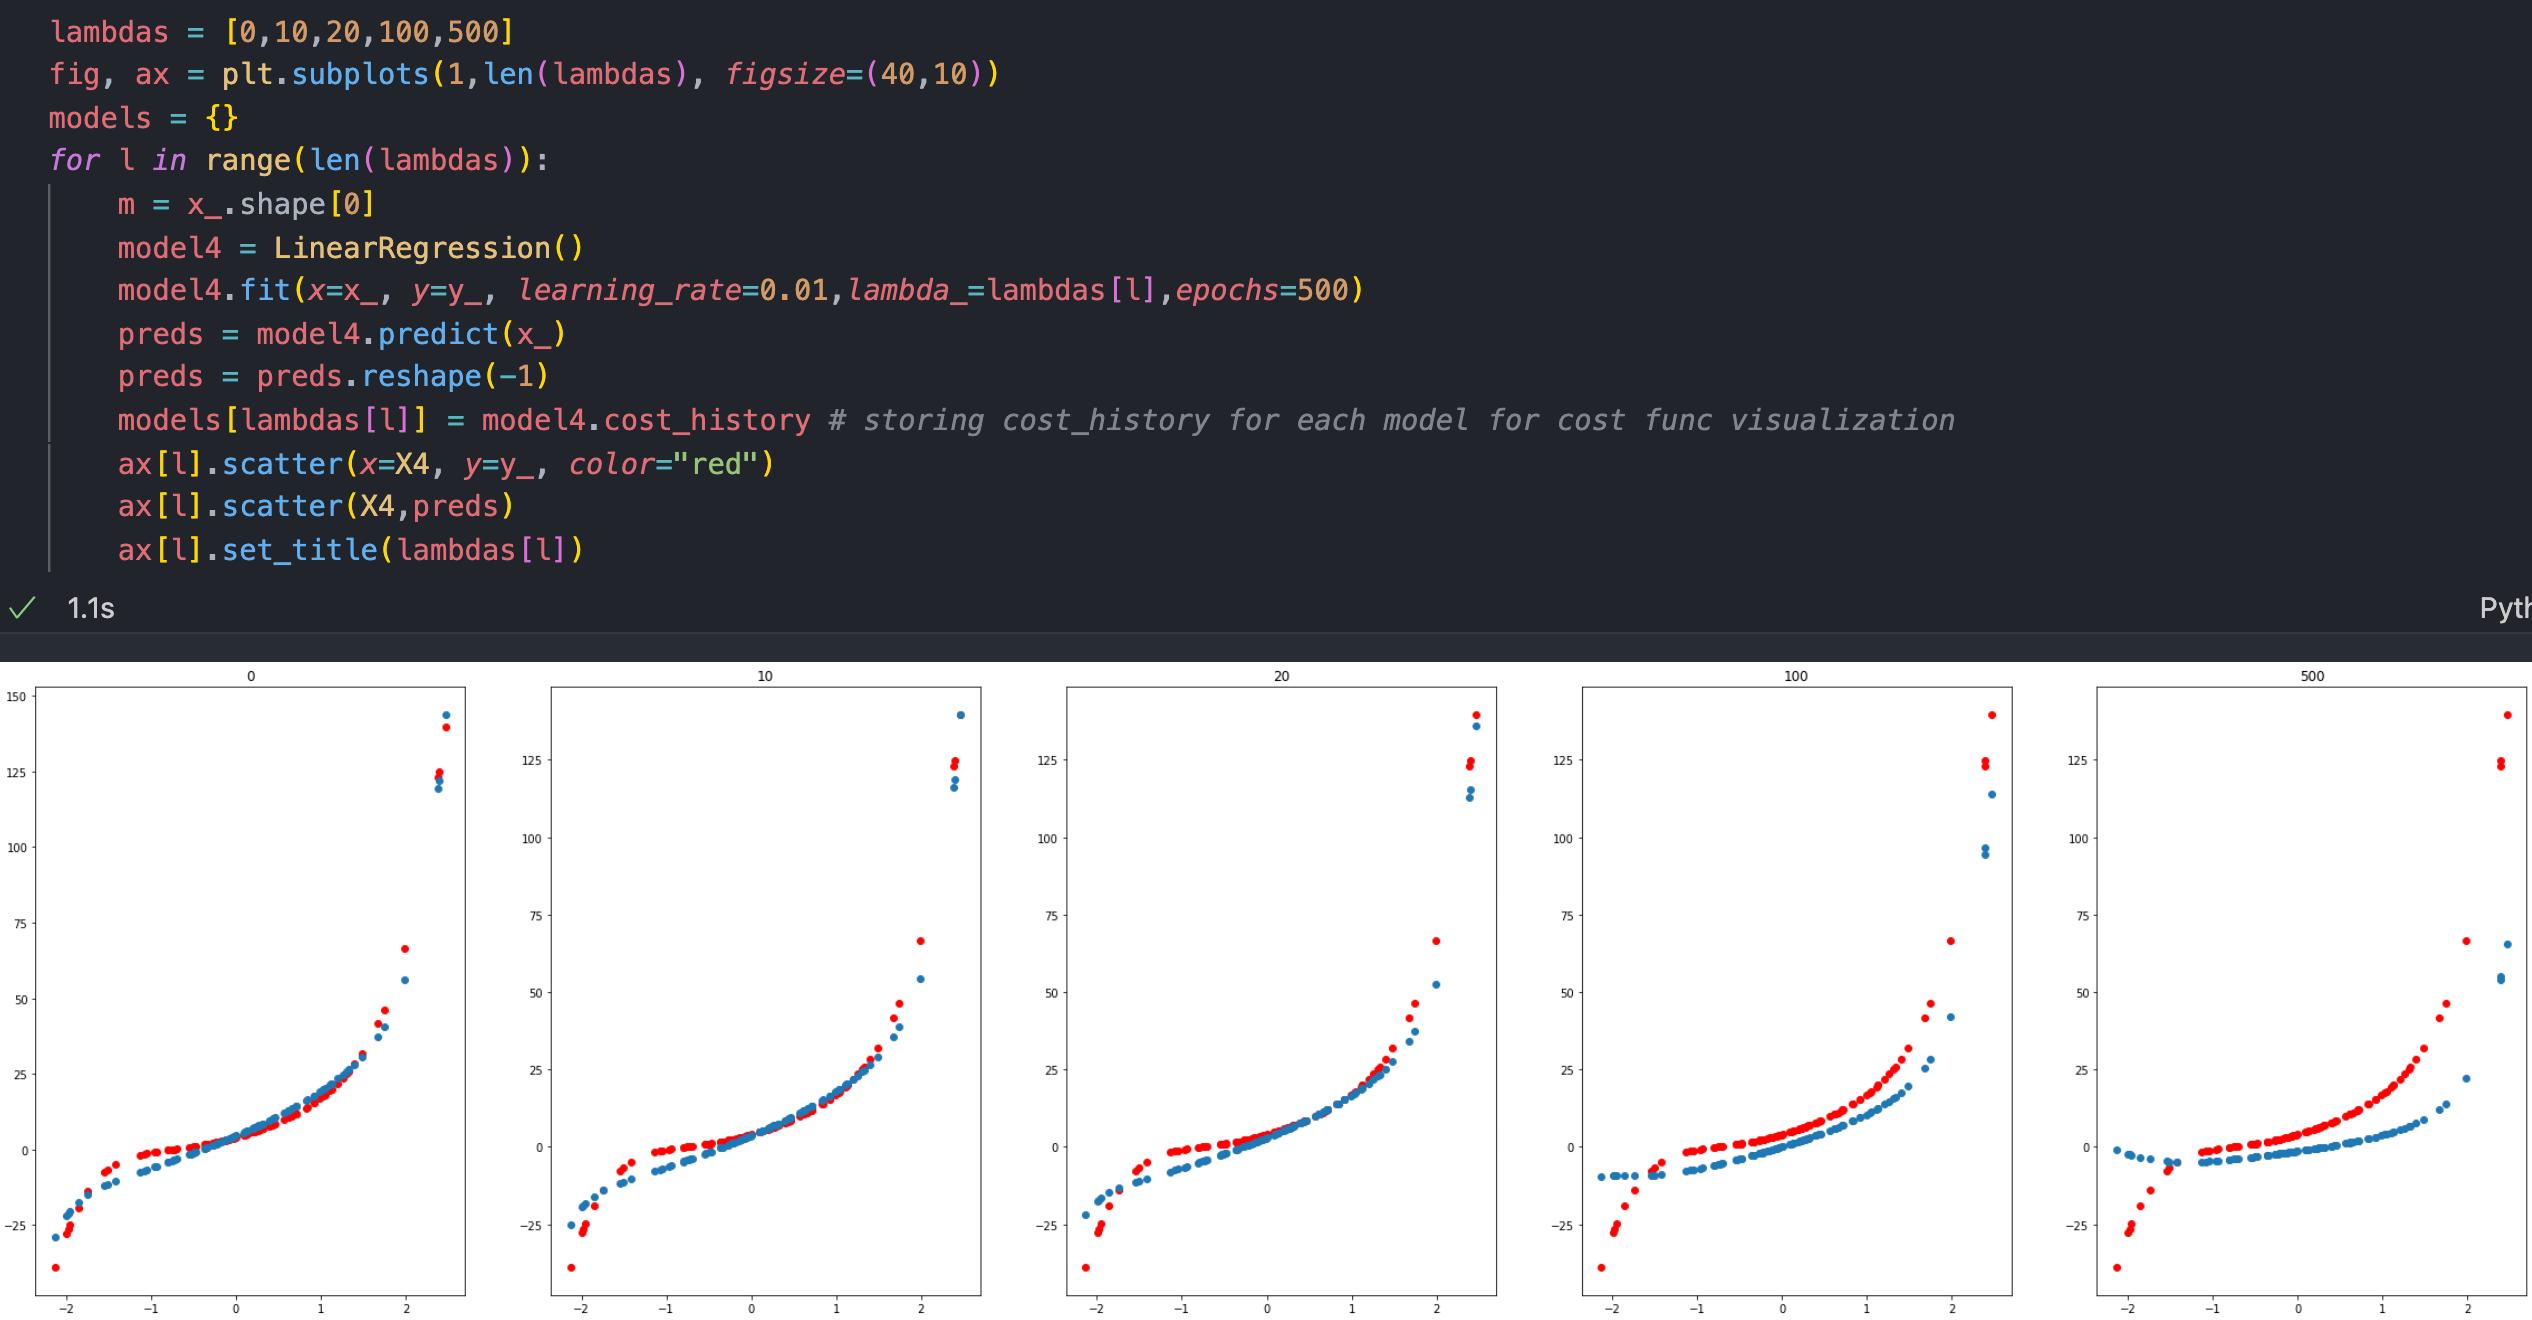 lambdas = [0,10,20,100,500]
fig, ax = plt.subplots(1,len(lambdas), figsize=(40,10))
models = {}
for l in range(len(lambdas)):
    m = x_.shape[0]
    model4 = LinearRegression()
    model4.fit(x=x_, y=y_, learning_rate=0.01,lambda_=lambdas[l],epochs=500)
    preds = model4.predict(x_)
    preds = preds.reshape(-1)
    models[lambdas[l]] = model4.cost_history # storing cost_history for each model for cost func visualization
    ax[l].scatter(x=X4, y=y_, color="red")
    ax[l].scatter(X4,preds)
    ax[l].set_title(lambdas[l])
✓ 1.1s
Pyth
0
150
125
100
75
50
25
0
−25
−2 −1 0 1 2
10
125
100
75
50
25
0
−25
−2 −1 0 1 2
20
125
100
75
50
25
0
−25
−2 −1 0 1 2
100
125
100
75
50
25
0
−25
−2 −1 0 1 2
500
125
100
75
50
25
0
−25
−2 −1 0 1 2